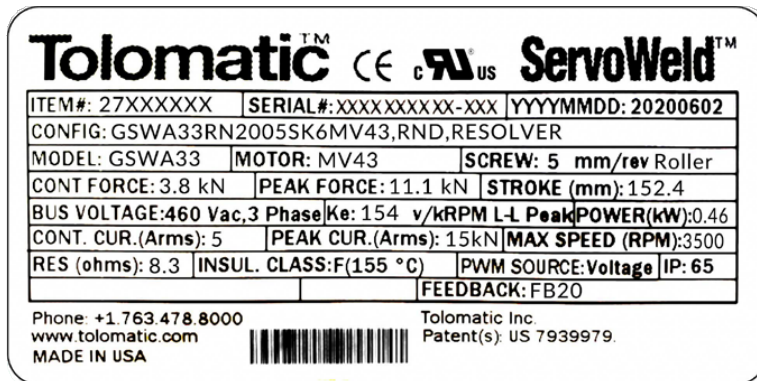 Tolomatic™ CE cRUus ServoWeld™
ITEM#: 27XXXXXX SERIAL#:XXXXXXXXXX-XXX YYYYMMDD: 20200602
CONFIG: GSWA33RN2005SK6MV43,RND,RESOLVER
MODEL: GSWA33 MOTOR: MV43 SCREW: 5 mm/rev Roller
CONT FORCE: 3.8 kN PEAK FORCE: 11.1 kN STROKE (mm): 152.4
BUS VOLTAGE:460 Vac,3 Phase Ke: 154 v/kRPM L-L Peak POWER(kW):0.46
CONT. CUR.(Arms): 5 PEAK CUR.(Arms): 15kN MAX SPEED (RPM):3500
RES (ohms): 8.3 INSUL. CLASS:F(155 °C) PWM SOURCE:Voltage IP: 65
FEEDBACK: FB20
Phone: +1.763.478.8000 Tolomatic Inc.
www.tolomatic.com Patent(s): US 7939979.
MADE IN USA